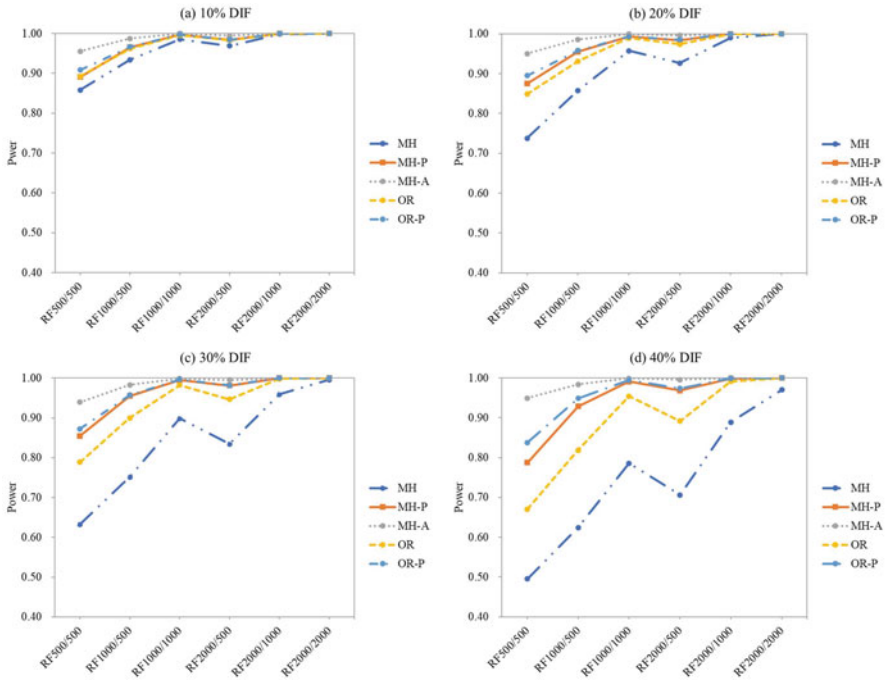 (a) 10% DIF
1.00
0.90
0.80
0.70
0.60
0.50
0.40
Pwer
MH
MH-P
MH-A
OR
OR-P
RF500/500
RF1000/500
RF1000/1000
RF2000/500
RF2000/1000
RF2000/2000
(b) 20% DIF
1.00
0.90
0.80
0.70
0.60
0.50
0.40
Power
MH
MH-P
MH-A
OR
OR-P
RF500/500
RF1000/500
RF1000/1000
RF2000/500
RF2000/1000
RF2000/2000
(c) 30% DIF
1.00
0.90
0.80
0.70
0.60
0.50
0.40
Power
MH
MH-P
MH-A
OR
OR-P
RF500/500
RF1000/500
RF1000/1000
RF2000/500
RF2000/1000
RF2000/2000
(d) 40% DIF
1.00
0.90
0.80
0.70
0.60
0.50
0.40
Power
MH
MH-P
MH-A
OR
OR-P
RF500/500
RF1000/500
RF1000/1000
RF2000/500
RF2000/1000
RF2000/2000